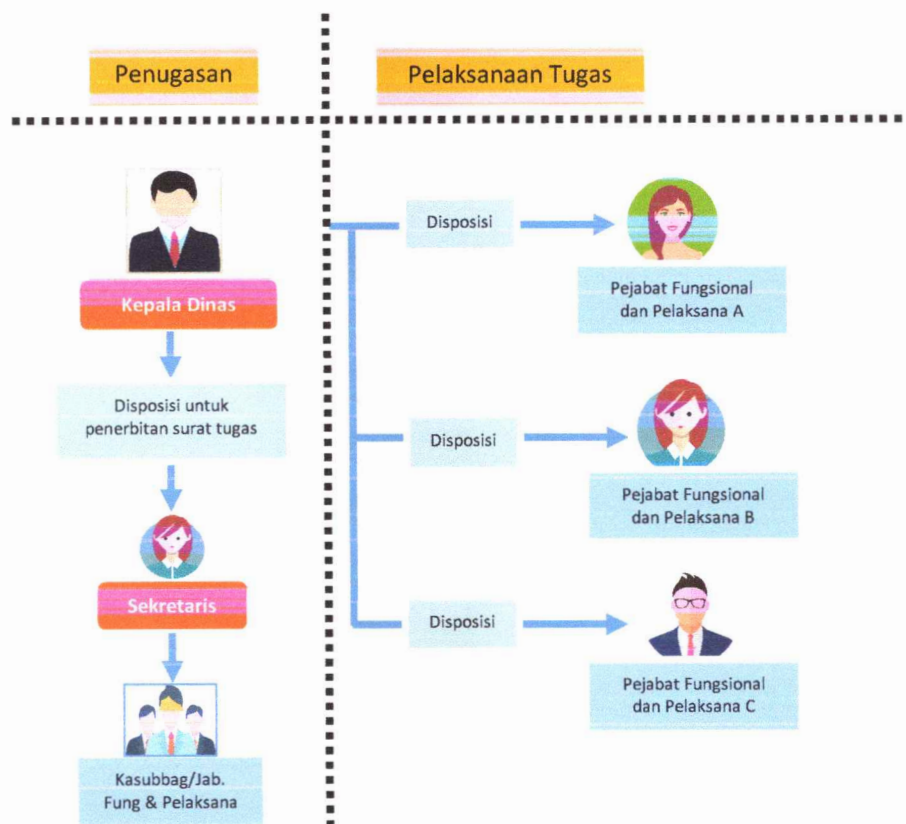 Penugasan
Pelaksanaan Tugas
Kepala Dinas
Disposisi untuk
penerbitan surat tugas
Sekretaris
Kasubbag/Jab.
Fung & Pelaksana
Disposisi
Pejabat Fungsional
dan Pelaksana A
Disposisi
Pejabat Fungsional
dan Pelaksana B
Disposisi
Pejabat Fungsional
dan Pelaksana C